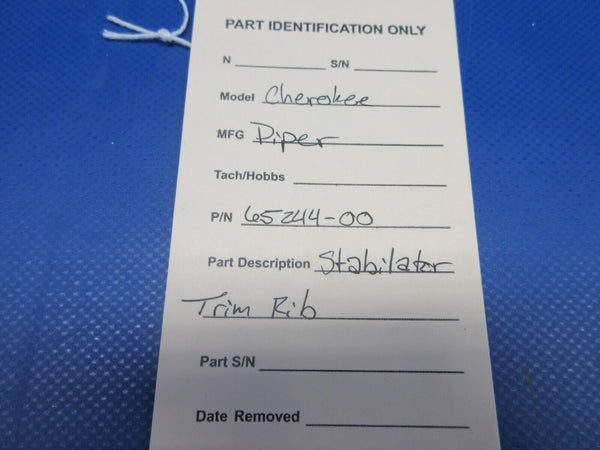 PART IDENTIFICATION ONLY
N S/N
Model Cherokee
MFG Piper
Tach/Hobbs
P/N 65244-00
Part Description Stabilator
Trim Rib
Part S/N
Date Removed